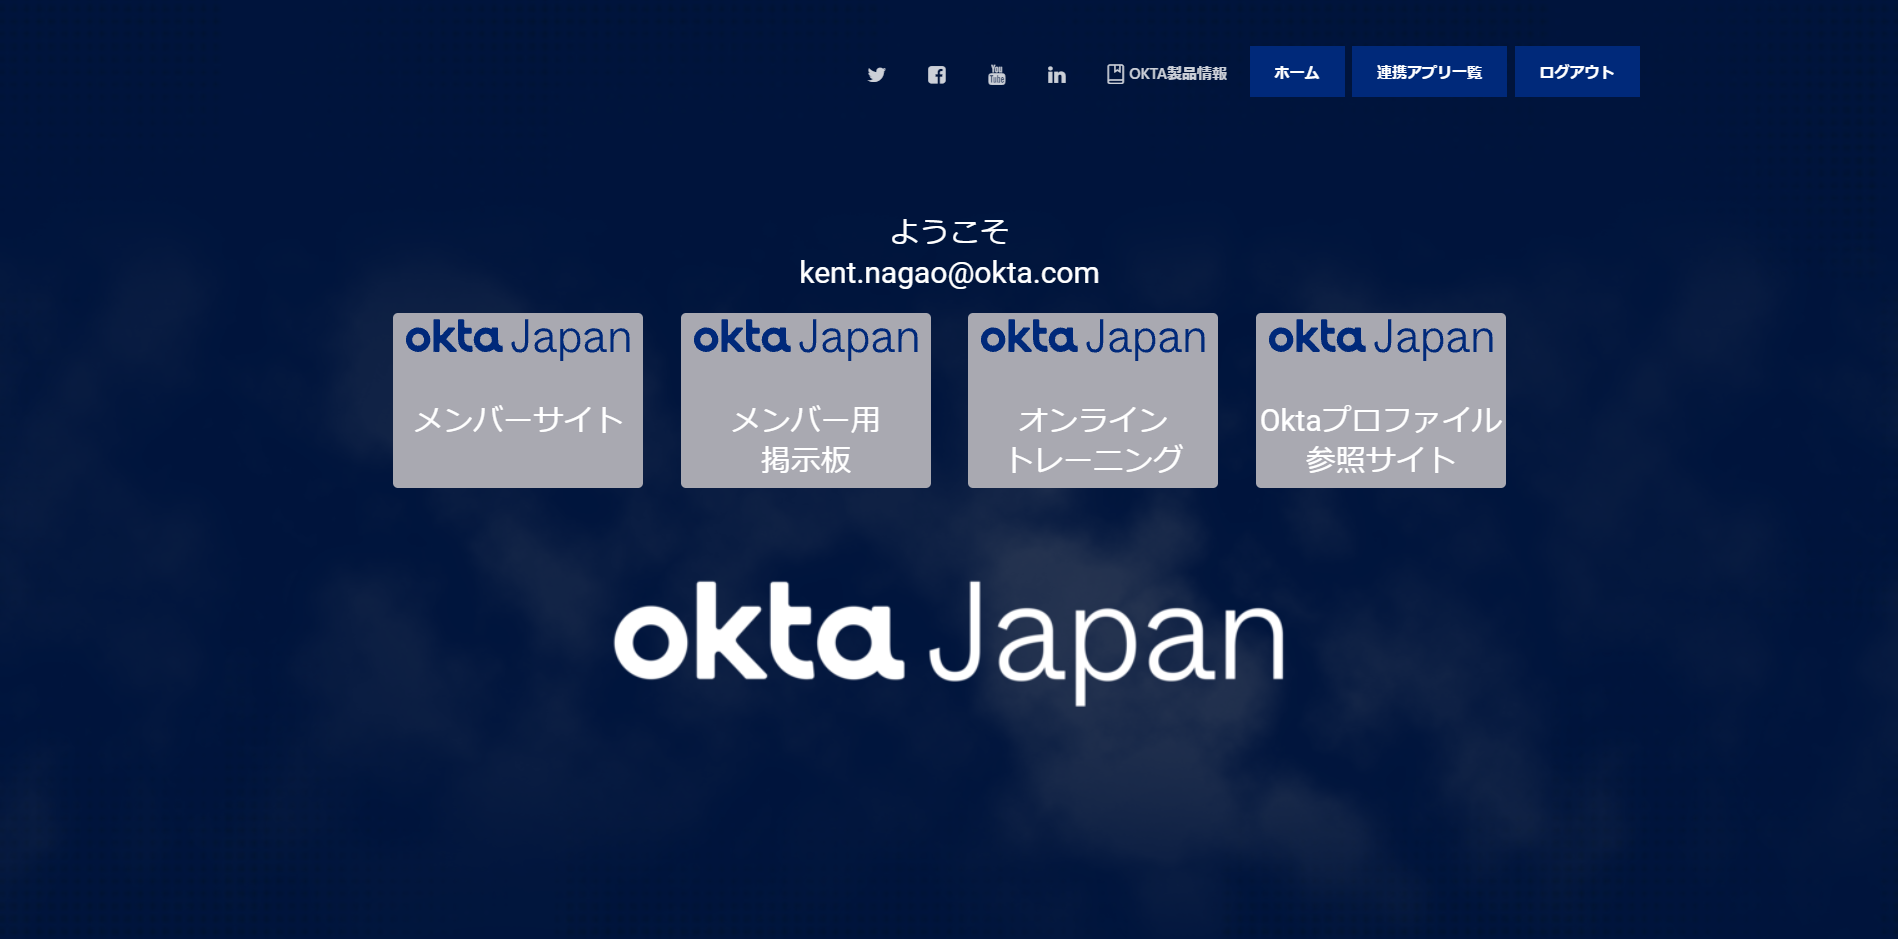 You
Tube
OKTA製品情報
ホーム
連携アプリ一覧
ログアウト
ようこそ
kent.nagao@okta.com
okta Japan
メンバーサイト
okta Japan
メンバー用
掲示板
okta Japan
オンライン
トレーニング
okta Japan
Oktaプロファイル
参照サイト
okta Japan